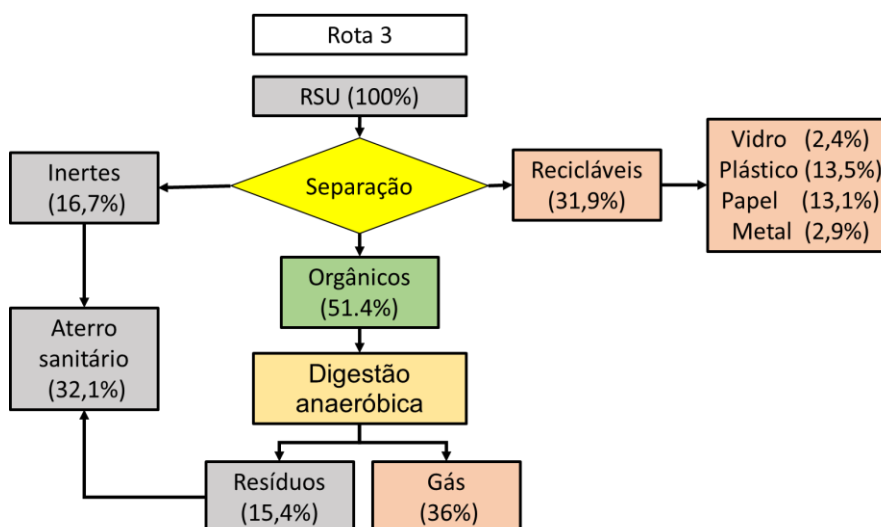 Rota 3
RSU (100%)
Inertes
(16,7%)
Separação
Recicláveis
(31,9%)
Vidro (2,4%)
Plástico (13,5%)
Papel (13,1%)
Metal (2,9%)
Orgânicos
(51.4%)
Aterro
sanitário
(32,1%)
Digestão
anaeróbica
Resíduos
(15,4%)
Gás
(36%)